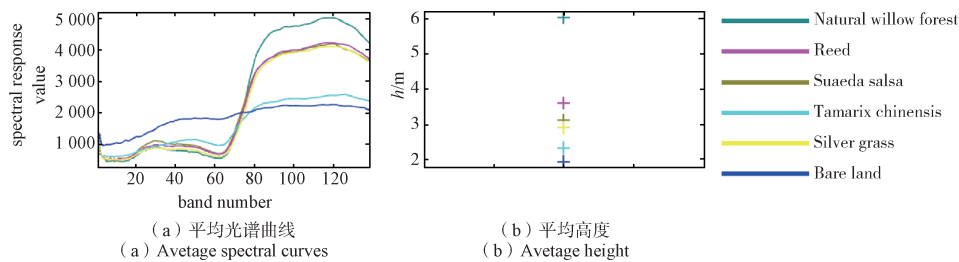 5 000
4 000
3 000
2 000
1 000
spectral response
value
20 40 60 80 100 120
band number
(a)平均光谱曲线
(a)Avetage spectral curves
6
5
4
3
2
h/m
(b)平均高度
(b)Avetage height
Natural willow forest
Reed
Suaeda salsa
Tamarix chinensis
Silver grass
Bare land